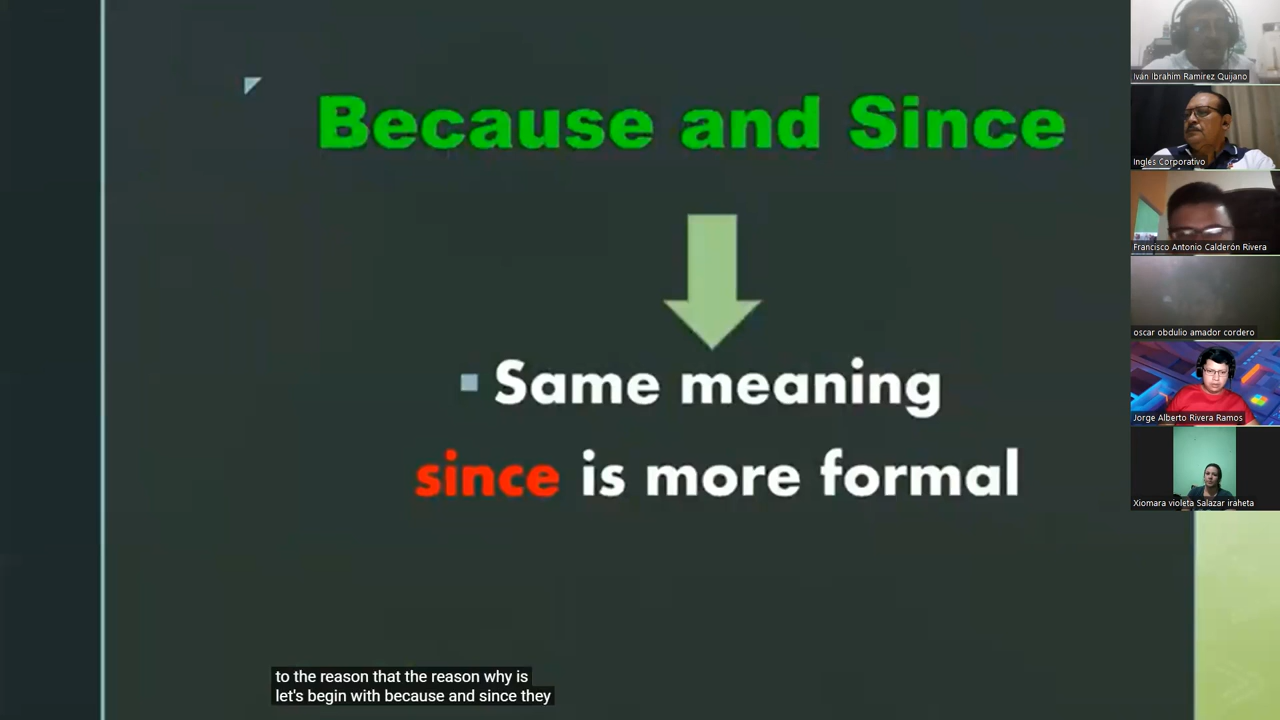 Because and Since
Same meaning
since is more formal
to the reason that the reason why is
let's begin with because and since they
Iván Ibrahim Ramirez Quijano
Ingles Corporativo
Francisco Antonio Calderón Rivera
oscar obdulio amador cordero
Jorge Alberto Rivera Ramos
Xiomara violeta Salazar iraheta